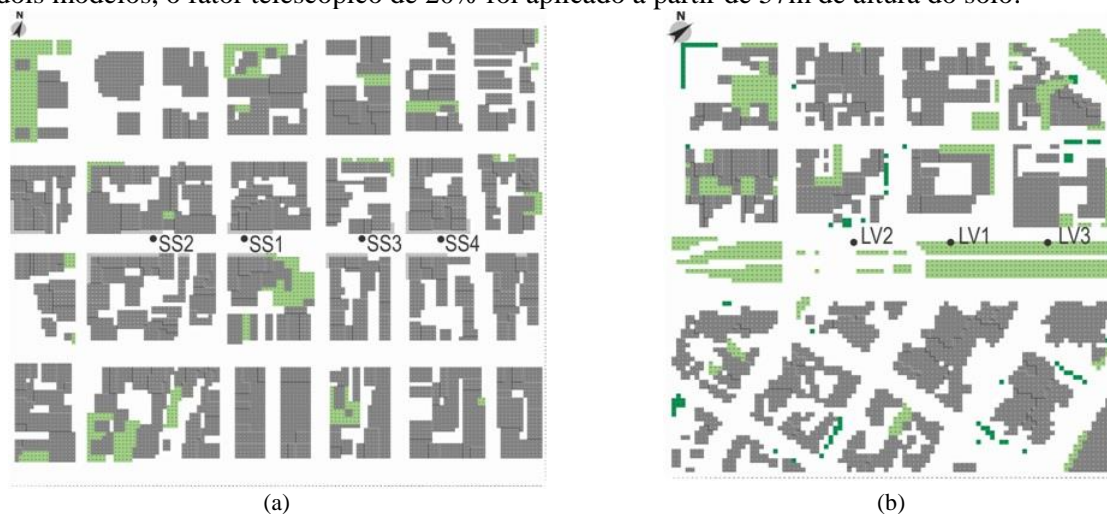 dois modelos, o fator telescópico de 20% foi aplicado a partir de 37m de altura do solo.
N
N
SS2 SS1 SS3 SS4
LV2 LV1 LV3
(a)
(b)